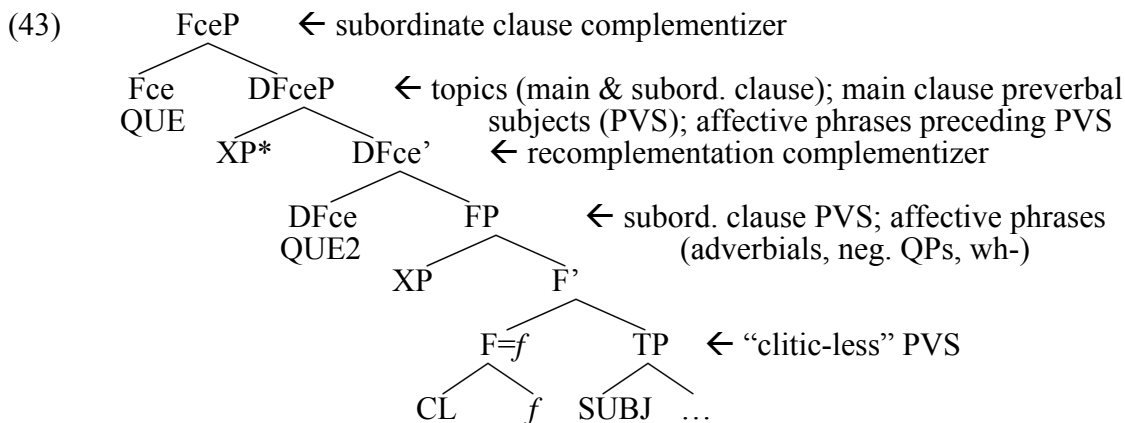 (43) FceP ← subordinate clause complementizer
Fce DFceP ← topics (main & subord. clause); main clause preverbal
QUE subjects (PVS); affective phrases preceding PVS
XP* DFce’ ← recomplementation complementizer
DFce FP ← subord. clause PVS; affective phrases
QUE2 (adverbials, neg. QPs, wh-)
XP F’
F=f TP ← “clitic-less” PVS
CL f SUBJ …